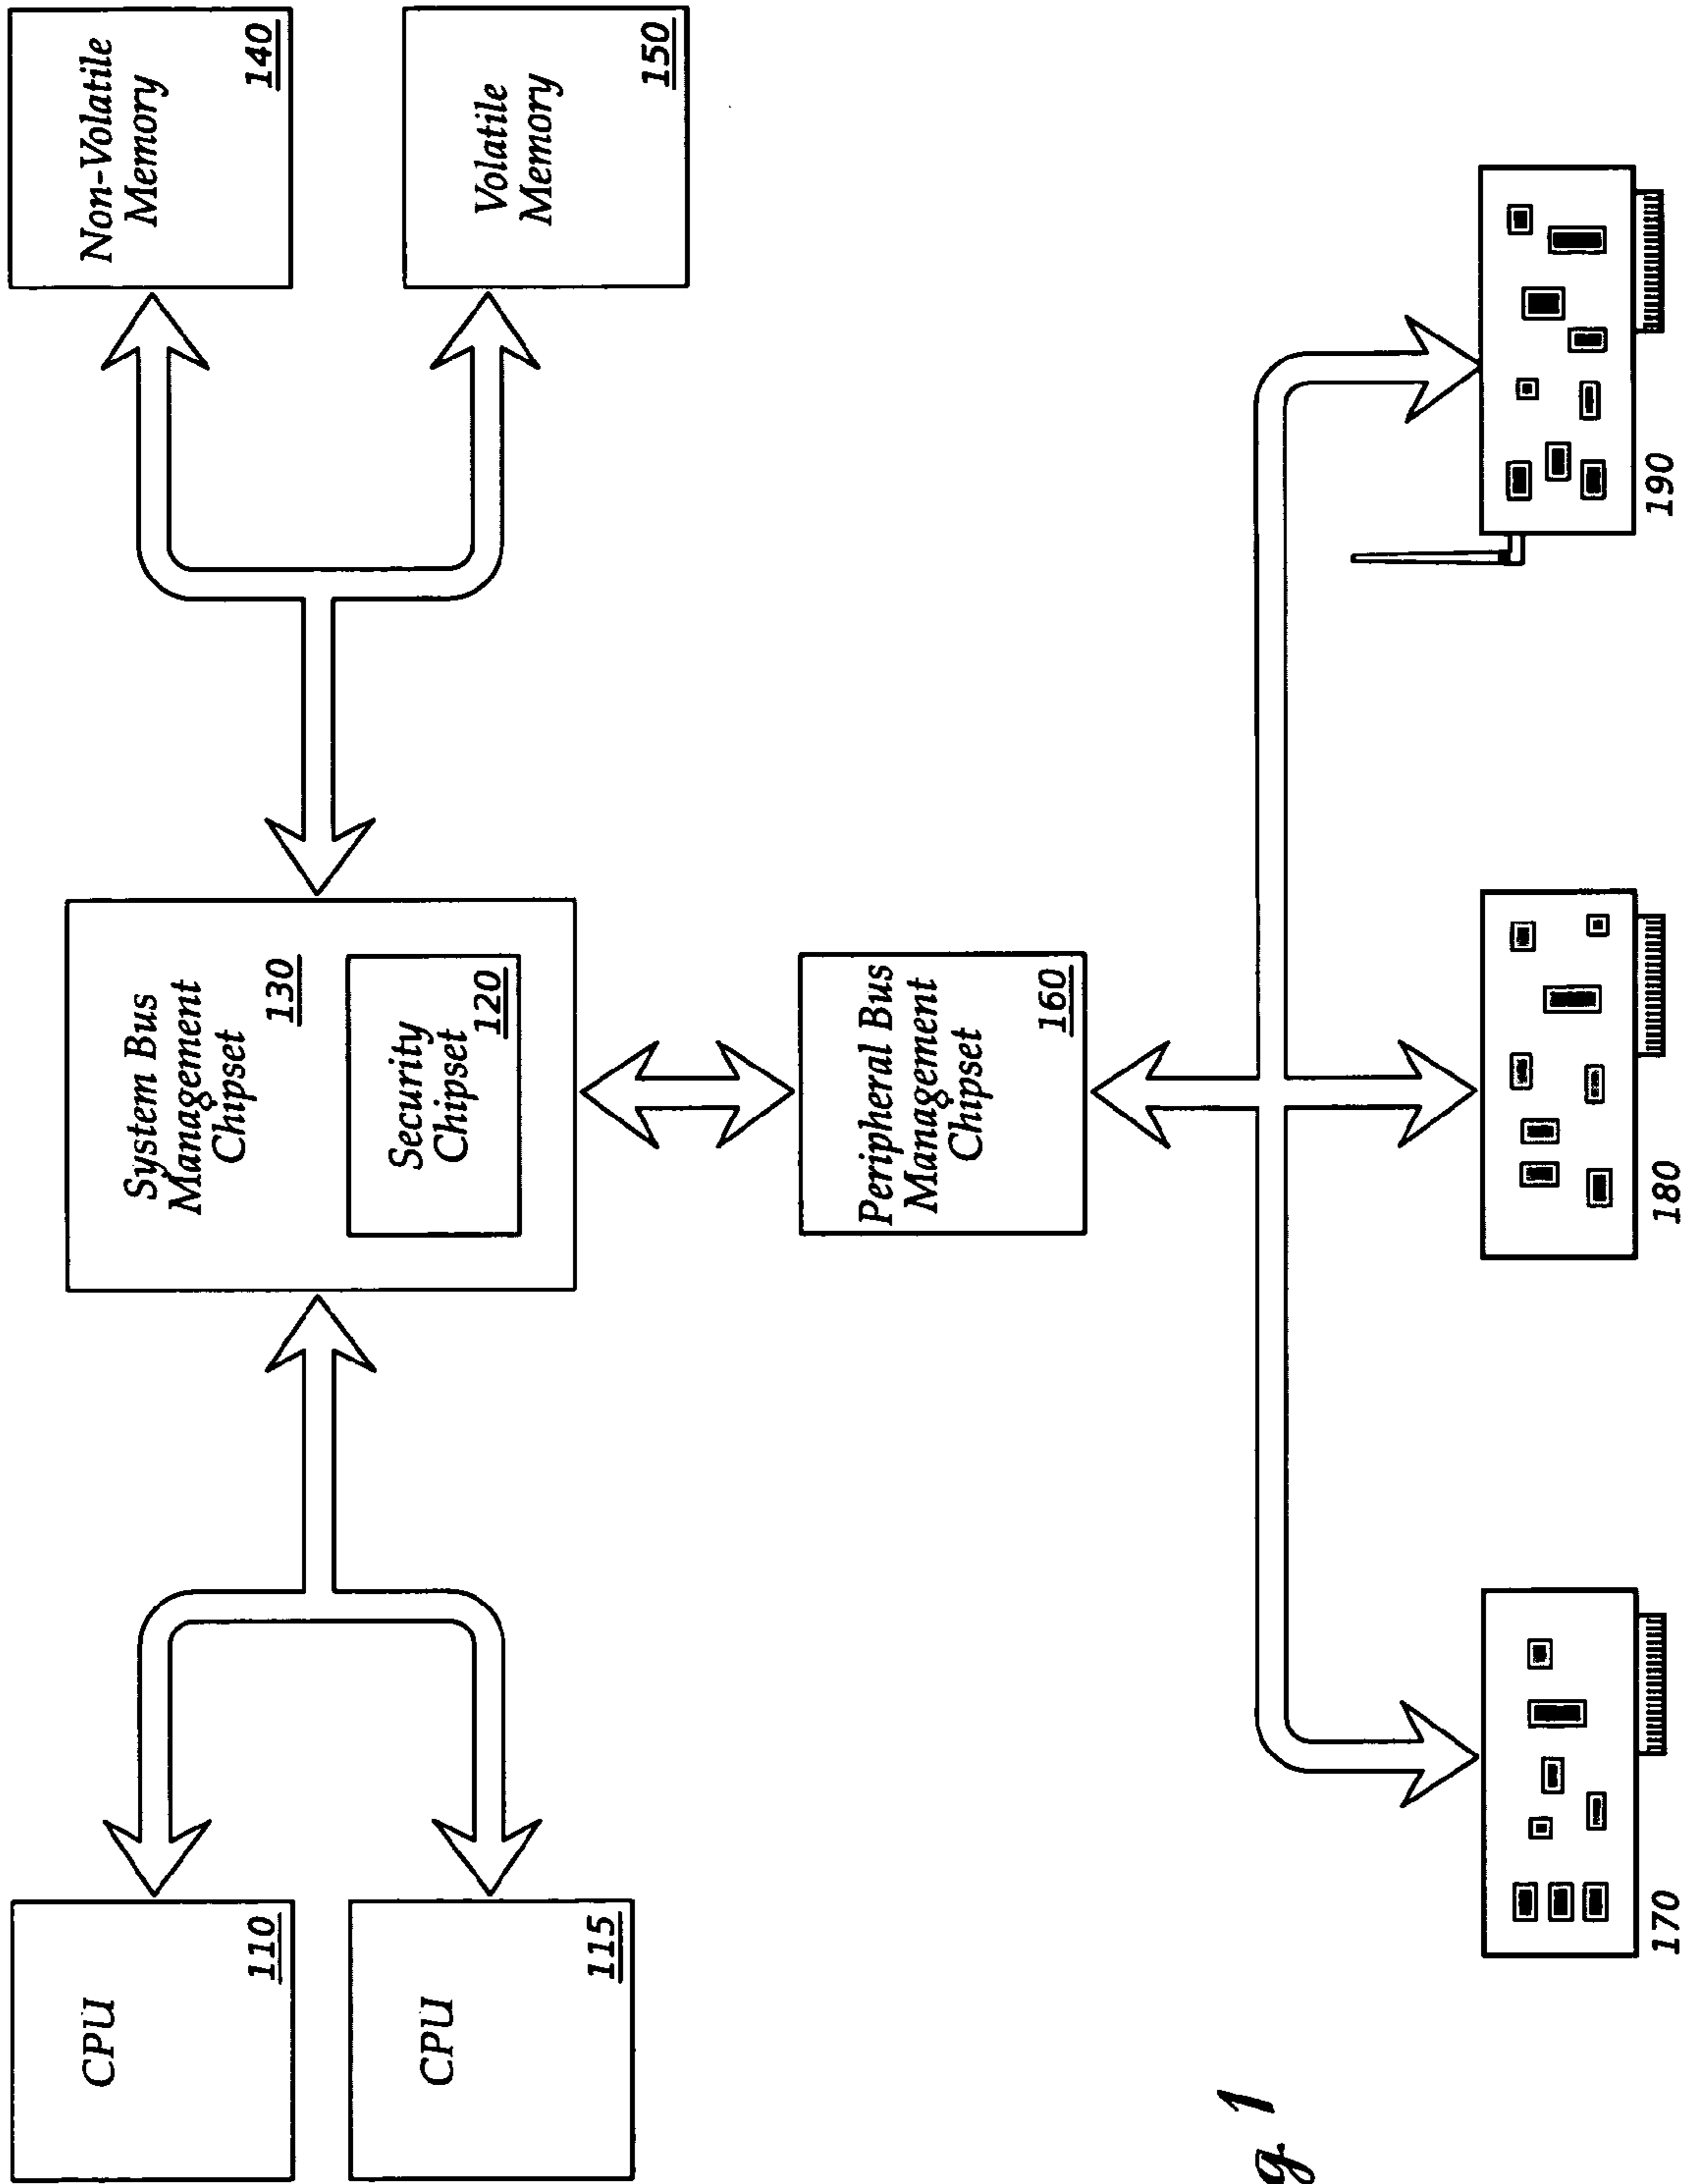 CPU
110
CPU
115
System Bus
Management
Chipset
130
Security
Chipset
120
Non-Volatile
Memory
140
Volatile
Memory
150
Peripheral Bus
Management
Chipset
160
170
180
190
g. 1